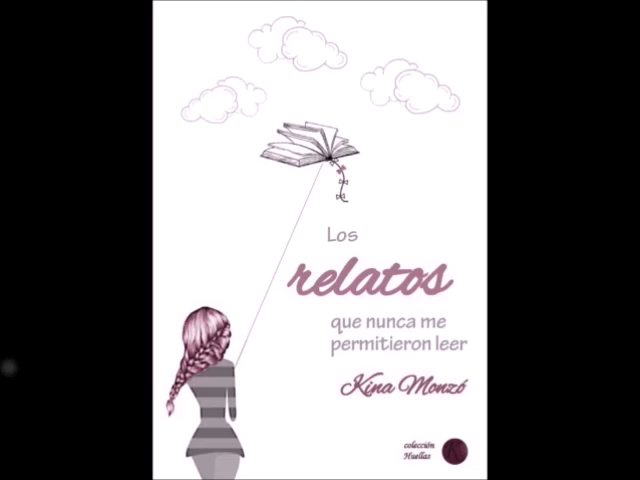 Los
relatos
que nunca me
permitieron leer
Kina Monzó
colección
Huellas